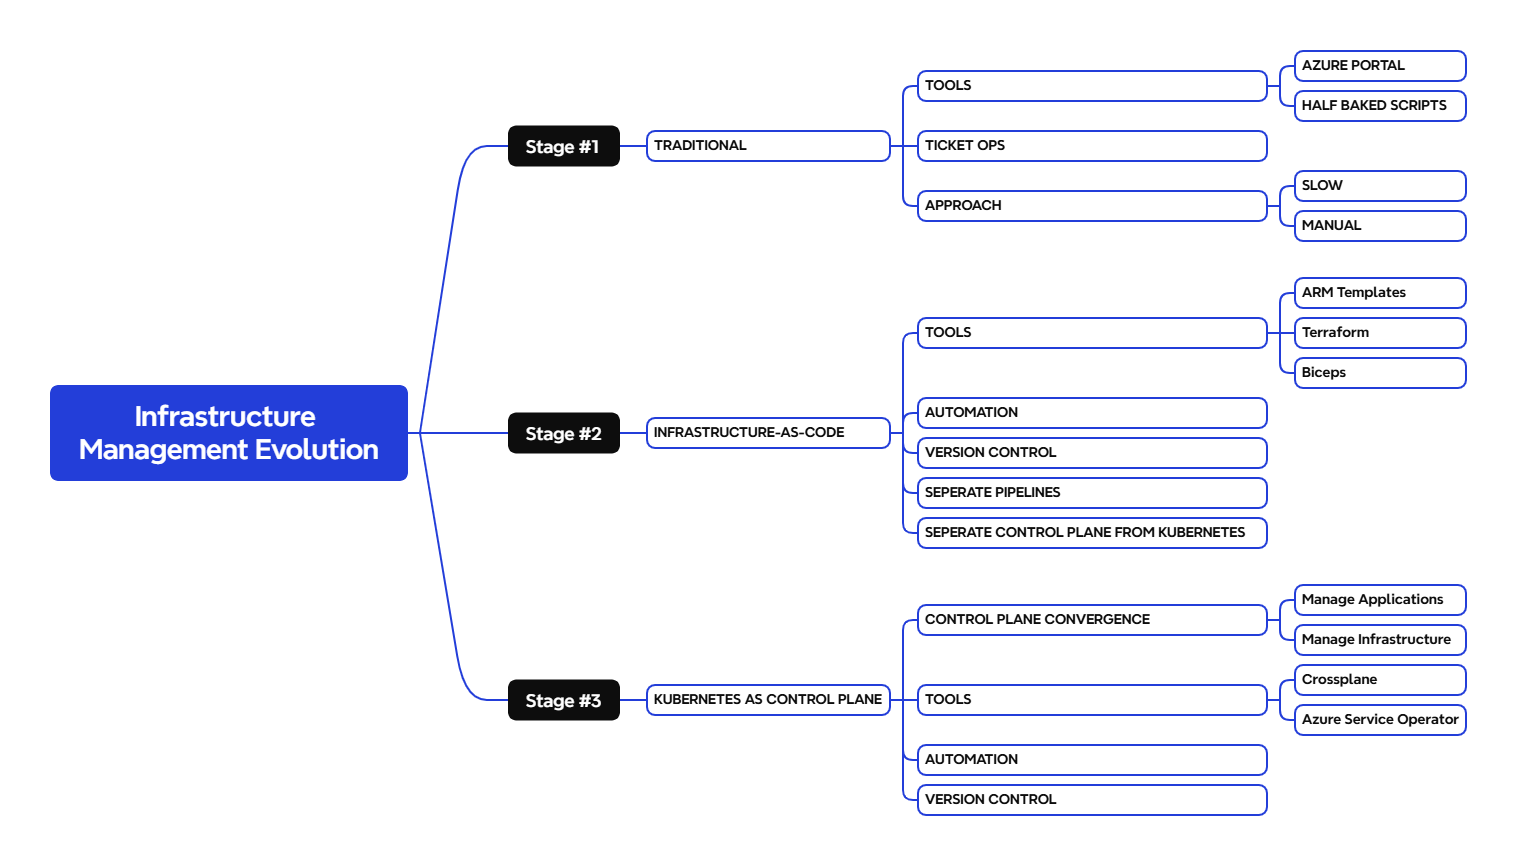 Infrastructure
Management Evolution
Stage #1
TRADITIONAL
TOOLS
AZURE PORTAL
HALF BAKED SCRIPTS
TICKET OPS
APPROACH
SLOW
MANUAL
Stage #2
INFRASTRUCTURE-AS-CODE
TOOLS
ARM Templates
Terraform
Biceps
AUTOMATION
VERSION CONTROL
SEPERATE PIPELINES
SEPERATE CONTROL PLANE FROM KUBERNETES
Stage #3
KUBERNETES AS CONTROL PLANE
CONTROL PLANE CONVERGENCE
Manage Applications
Manage Infrastructure
TOOLS
Crossplane
Azure Service Operator
AUTOMATION
VERSION CONTROL